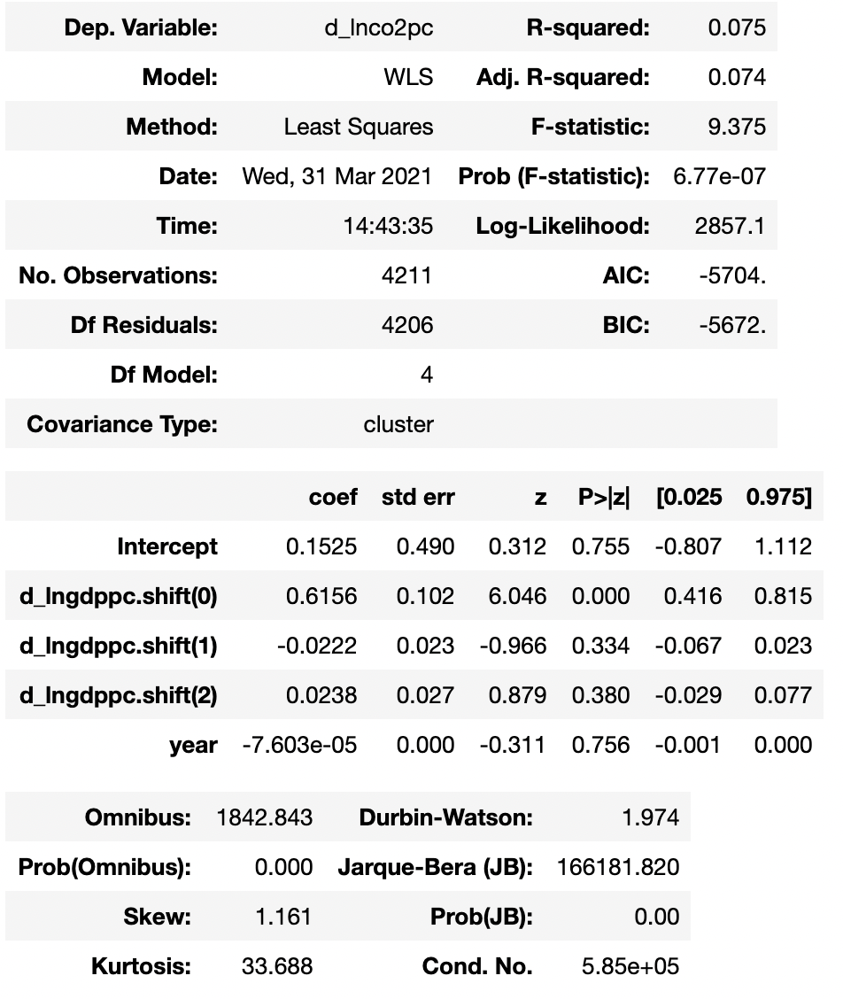 Dep. Variable: d_lnco2pc R-squared: 0.075
Model: WLS Adj. R-squared: 0.074
Method: Least Squares F-statistic: 9.375
Date: Wed, 31 Mar 2021 Prob (F-statistic): 6.77e-07
Time: 14:43:35 Log-Likelihood: 2857.1
No. Observations: 4211 AIC: -5704.
Df Residuals: 4206 BIC: -5672.
Df Model: 4
Covariance Type: cluster
coef std err z P>|z| [0.025 0.975]
Intercept 0.1525 0.490 0.312 0.755 -0.807 1.112
d_lngdppc.shift(0) 0.6156 0.102 6.046 0.000 0.416 0.815
d_lngdppc.shift(1) -0.0222 0.023 -0.966 0.334 -0.067 0.023
d_lngdppc.shift(2) 0.0238 0.027 0.879 0.380 -0.029 0.077
year -7.603e-05 0.000 -0.311 0.756 -0.001 0.000
Omnibus: 1842.843 Durbin-Watson: 1.974
Prob(Omnibus): 0.000 Jarque-Bera (JB): 166181.820
Skew: 1.161 Prob(JB): 0.00
Kurtosis: 33.688 Cond. No. 5.85e+05